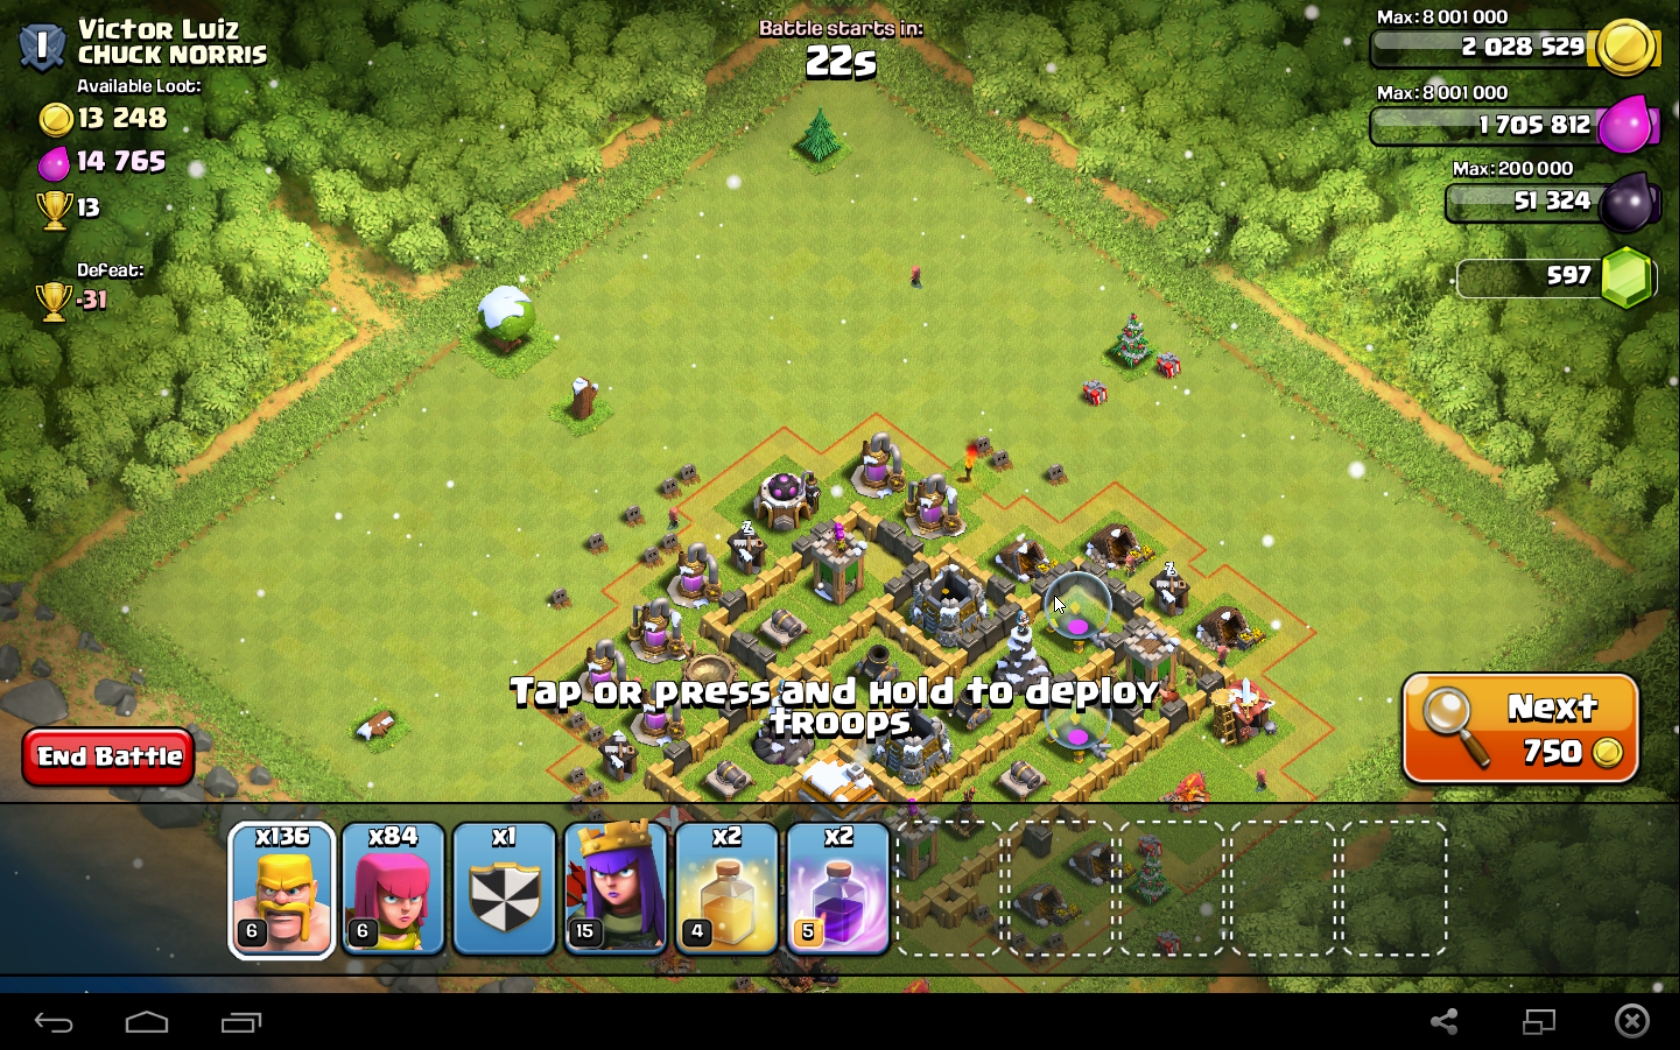 Victor Luiz
CHUCK NORRIS
Available Loot:
13 248
14 765
13
Defeat:
-31
Battle starts in:
22s
Max: 8 001 000
2 028 529
Max: 8 001 000
1 705 812
Max: 200 000
51 324
597
Z
Z
Tap or press and hold to deploy
troops
End Battle
Next
750
x136
x84
x1
x2
x2
6
6
15
4
5